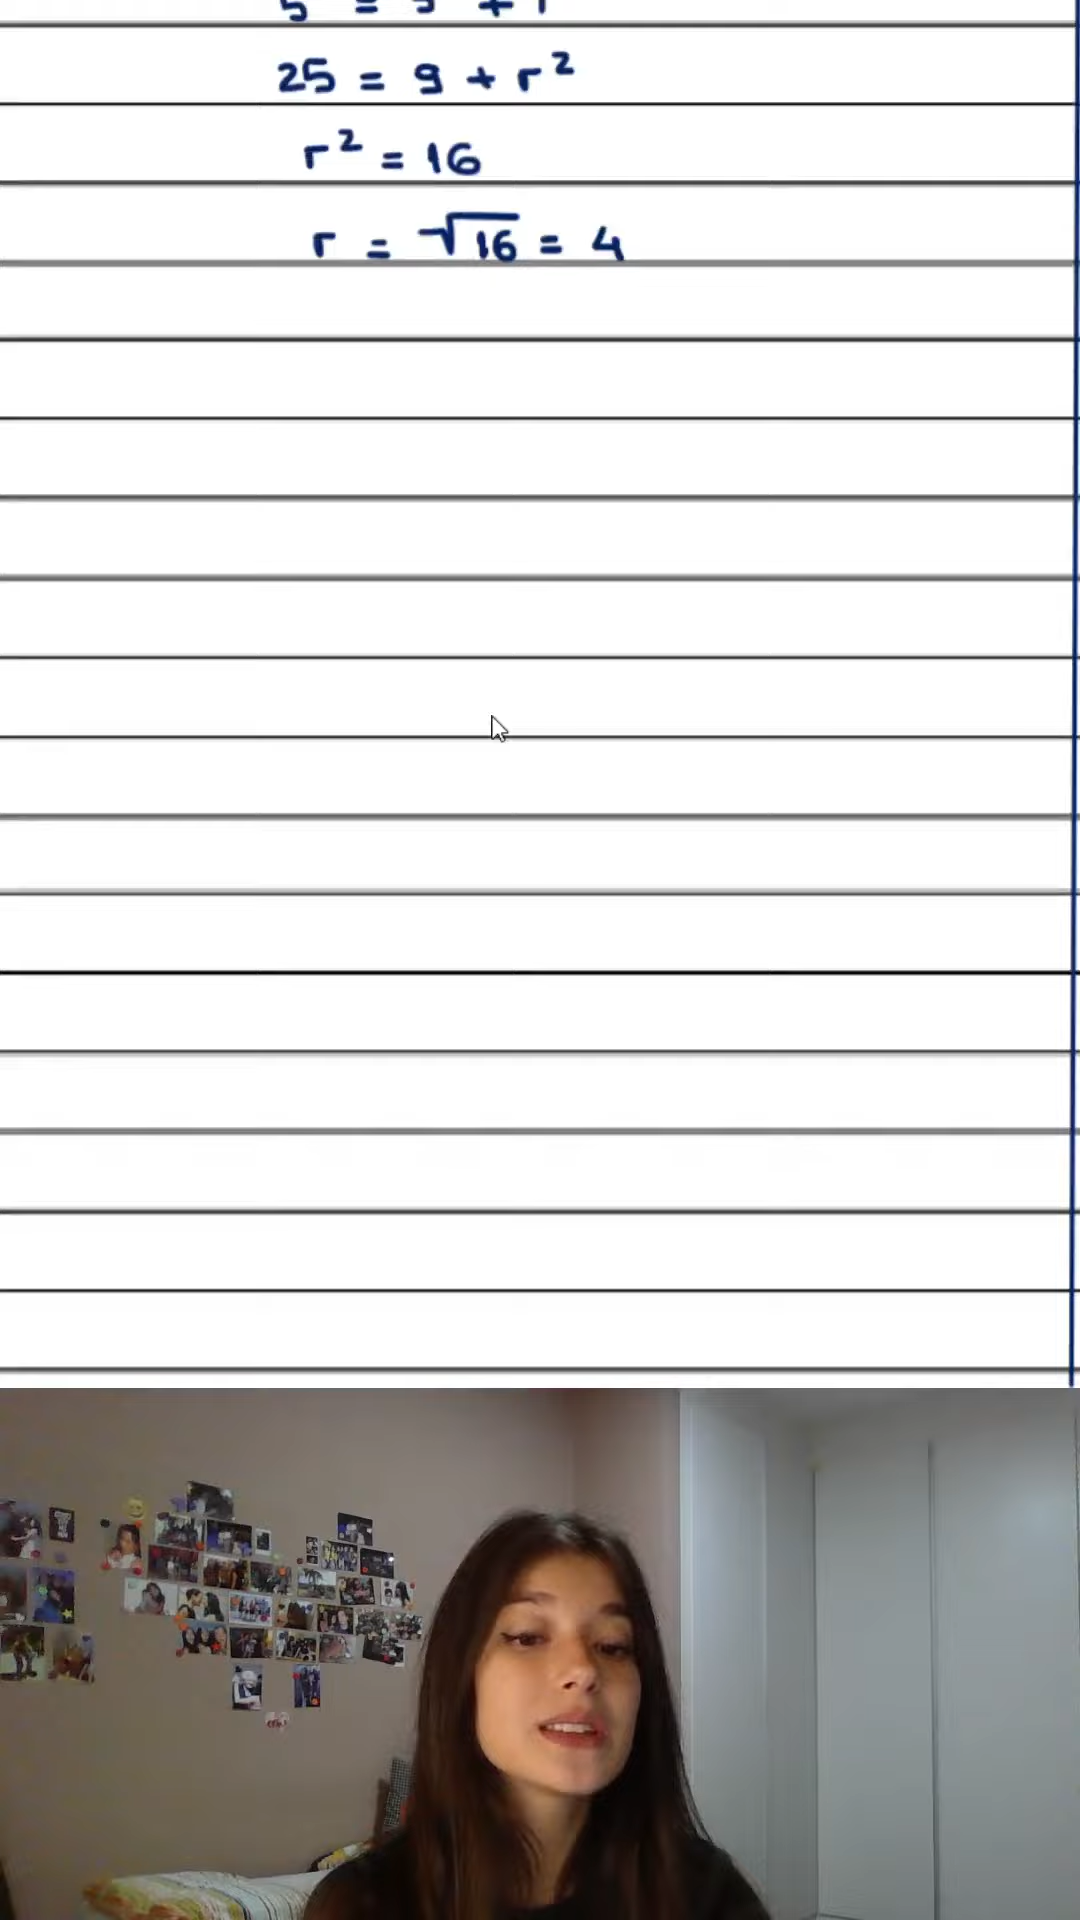 25 = 9 + r²
r² = 16
r = √16 = 4